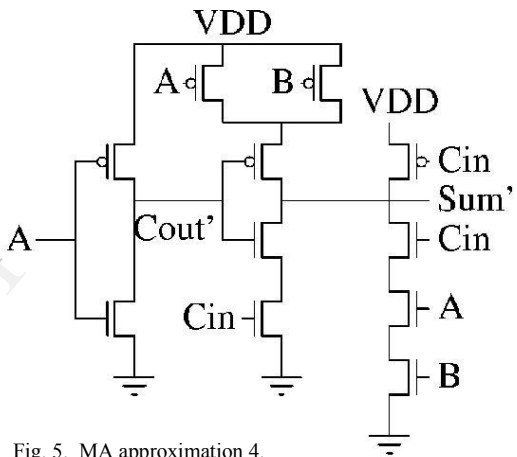 VDD
A
B
VDD
Cin
Sum'
Cout'
Cin
A
Cin
A
B
Fig. 5. MA approximation 4.